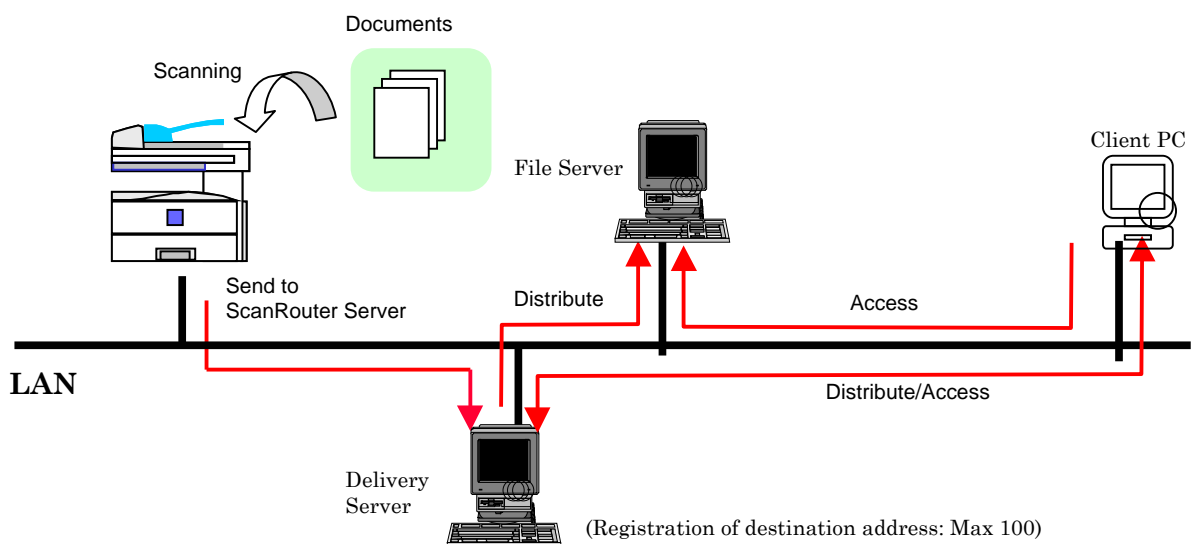 Documents
Scanning
File Server
Client PC
Send to
ScanRouter Server
Distribute
Access
LAN
Distribute/Access
Delivery
Server
(Registration of destination address: Max 100)